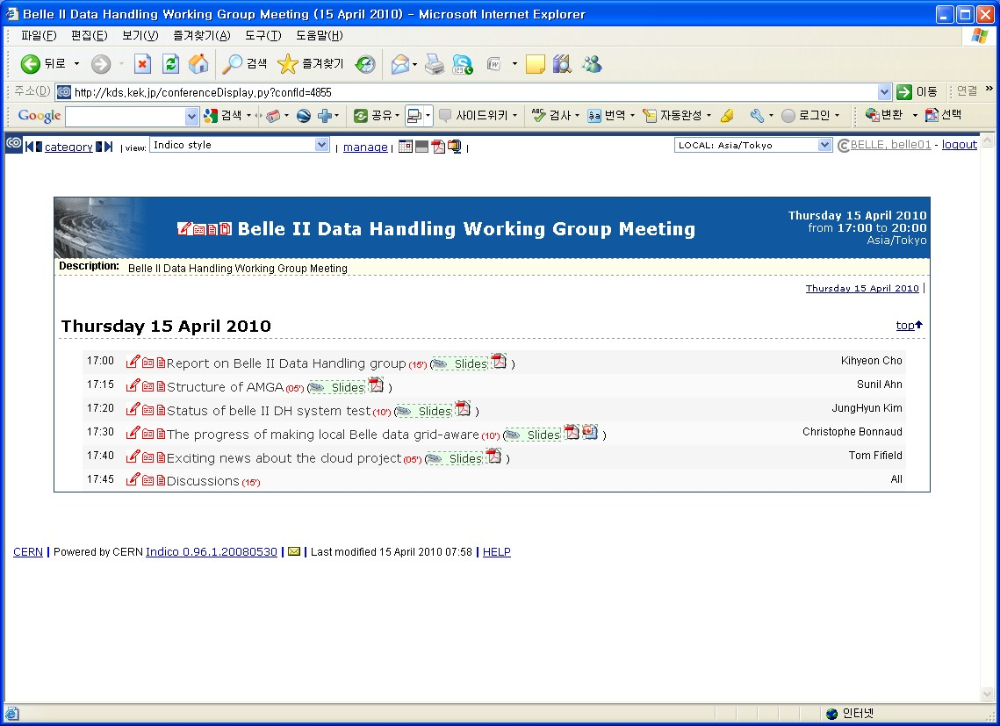 Belle II Data Handling Working Group Meeting (15 April 2010) - Microsoft Internet Explorer
파일(F) 편집(E) 보기(V) 즐겨찾기(A) 도구(T) 도움말(H)
뒤로 검색 즐겨찾기
주소(D) http://kds.kek.jp/conferenceDisplay.py?confId=4855 이동 연결 »
Google 검색 공유 사이드위키 검사 번역 자동완성 로그인 변환 선택
category | view: Indico style | manage | | LOCAL: Asia/Tokyo BELLE, belle01 - logout
Thursday 15 April 2010
Belle II Data Handling Working Group Meeting from 17:00 to 20:00
Asia/Tokyo
Description: Belle II Data Handling Working Group Meeting
Thursday 15 April 2010 |
Thursday 15 April 2010 top
17:00 Report on Belle II Data Handling group (15') ( Slides ) Kihyeon Cho
17:15 Structure of AMGA (05') ( Slides ) Sunil Ahn
17:20 Status of belle II DH system test (10') ( Slides ) JungHyun Kim
17:30 The progress of making local Belle data grid-aware (10') ( Slides ) Christophe Bonnaud
17:40 Exciting news about the cloud project (05') ( Slides ) Tom Fifield
17:45 Discussions (15') All
CERN | Powered by CERN Indico 0.96.1.20080530 | | Last modified 15 April 2010 07:58 | HELP
인터넷